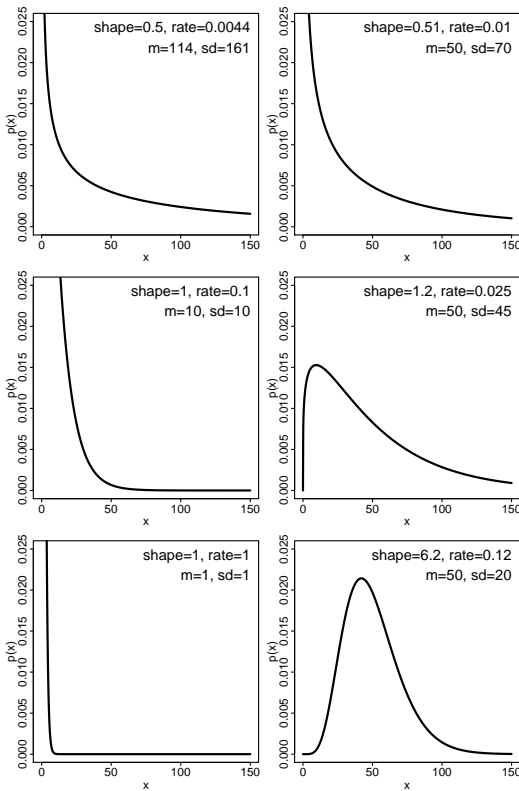 shape=0.5, rate=0.0044
m=114, sd=161
p(x)
0.000 0.005 0.010 0.015 0.020 0.025
0 50 100 150
x
shape=0.51, rate=0.01
m=50, sd=70
p(x)
0.000 0.005 0.010 0.015 0.020 0.025
0 50 100 150
x
shape=1, rate=0.1
m=10, sd=10
p(x)
0.000 0.005 0.010 0.015 0.020 0.025
0 50 100 150
x
shape=1.2, rate=0.025
m=50, sd=45
p(x)
0.000 0.005 0.010 0.015 0.020 0.025
0 50 100 150
x
shape=1, rate=1
m=1, sd=1
p(x)
0.000 0.005 0.010 0.015 0.020 0.025
0 50 100 150
x
shape=6.2, rate=0.12
m=50, sd=20
p(x)
0.000 0.005 0.010 0.015 0.020 0.025
0 50 100 150
x